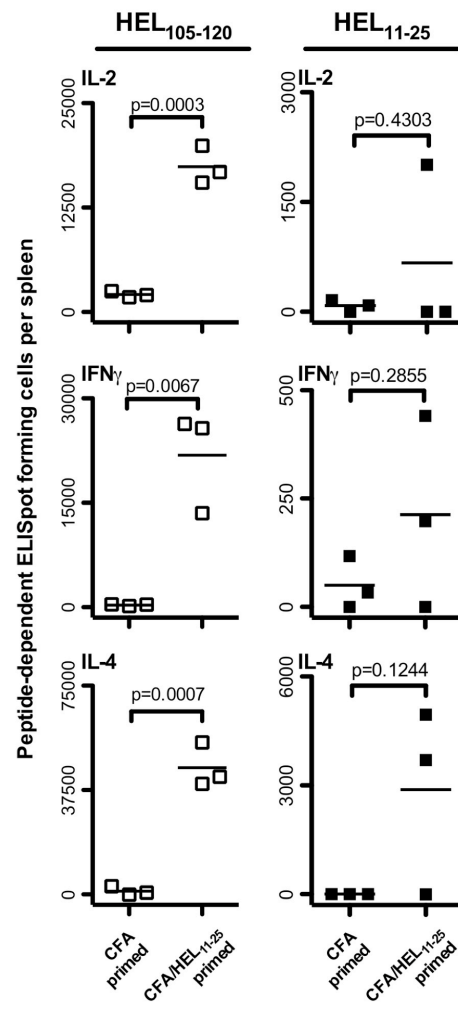 HEL105-120
HEL11-25
Peptide-dependent ELISpot forming cells per spleen
IL-2
p=0.0003
25000
12500
0
IL-2
p=0.4303
3000
1500
0
IFNγ
p=0.0067
30000
15000
0
IFNγ
p=0.2855
500
250
0
IL-4
p=0.0007
75000
37500
0
IL-4
p=0.1244
6000
3000
0
CFA
primed
CFA/HEL11-25
primed
CFA
primed
CFA/HEL11-25
primed